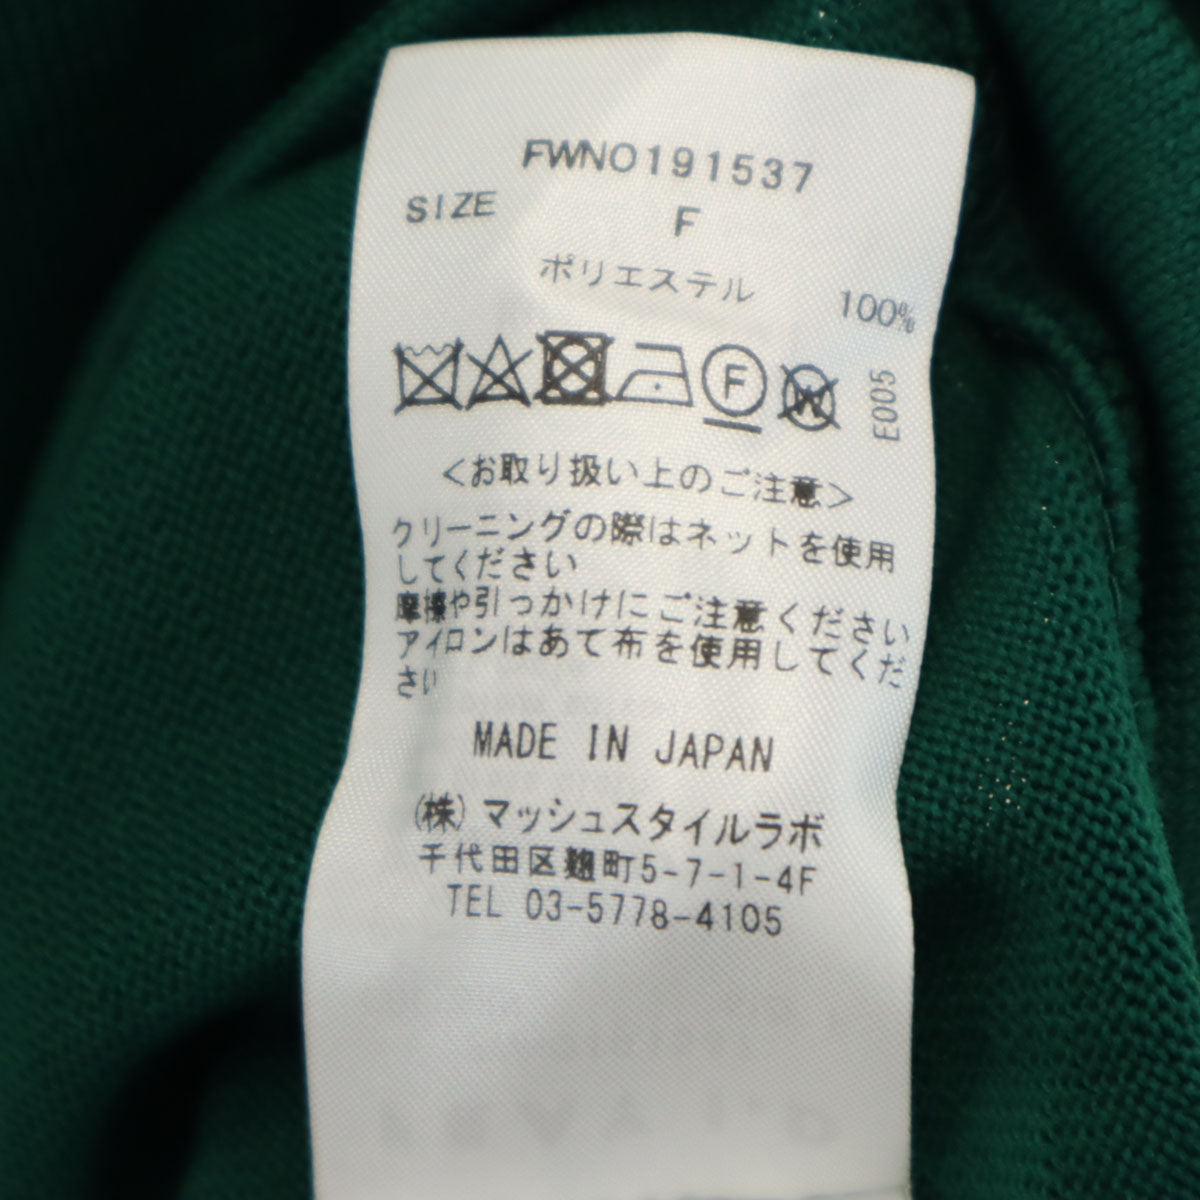 FWNO191537
SIZE F
ポリエステル 100%
F W E005
<お取り扱い上のご注意>
クリーニングの際はネットを使用
してください
摩擦や引っかけにご注意ください
アイロンはあて布を使用してくだ
さい
MADE IN JAPAN
(株)マッシュスタイルラボ
千代田区麹町5-7-1-4F
TEL 03-5778-4105